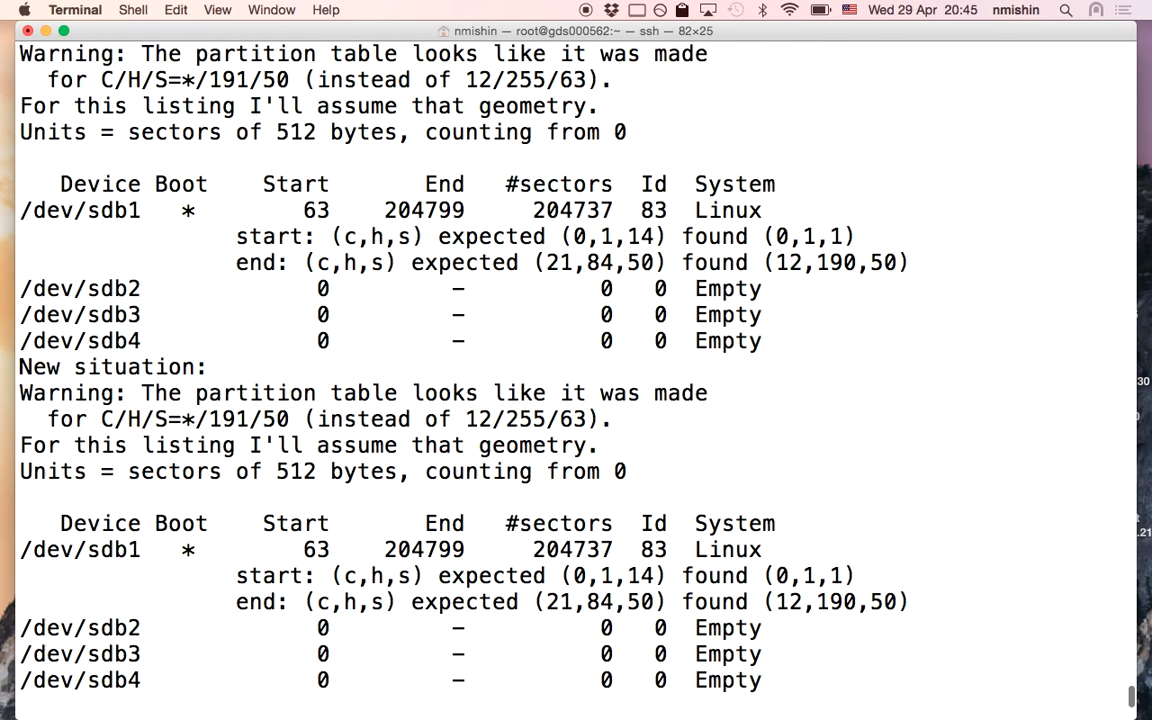 Terminal Shell Edit View Window Help Wed 29 Apr 20:45 nmishin
nmishin — root@gds000562:~ — ssh — 82×25
Warning: The partition table looks like it was made
  for C/H/S=*/191/50 (instead of 12/255/63).
For this listing I'll assume that geometry.
Units = sectors of 512 bytes, counting from 0
   Device Boot    Start       End   #sectors  Id  System
/dev/sdb1   *        63    204799     204737  83  Linux
                start: (c,h,s) expected (0,1,14) found (0,1,1)
                end: (c,h,s) expected (21,84,50) found (12,190,50)
/dev/sdb2             0         -          0   0  Empty
/dev/sdb3             0         -          0   0  Empty
/dev/sdb4             0         -          0   0  Empty
New situation:
Warning: The partition table looks like it was made
  for C/H/S=*/191/50 (instead of 12/255/63).
For this listing I'll assume that geometry.
Units = sectors of 512 bytes, counting from 0
   Device Boot    Start       End   #sectors  Id  System
/dev/sdb1   *        63    204799     204737  83  Linux
                start: (c,h,s) expected (0,1,14) found (0,1,1)
                end: (c,h,s) expected (21,84,50) found (12,190,50)
/dev/sdb2             0         -          0   0  Empty
/dev/sdb3             0         -          0   0  Empty
/dev/sdb4             0         -          0   0  Empty